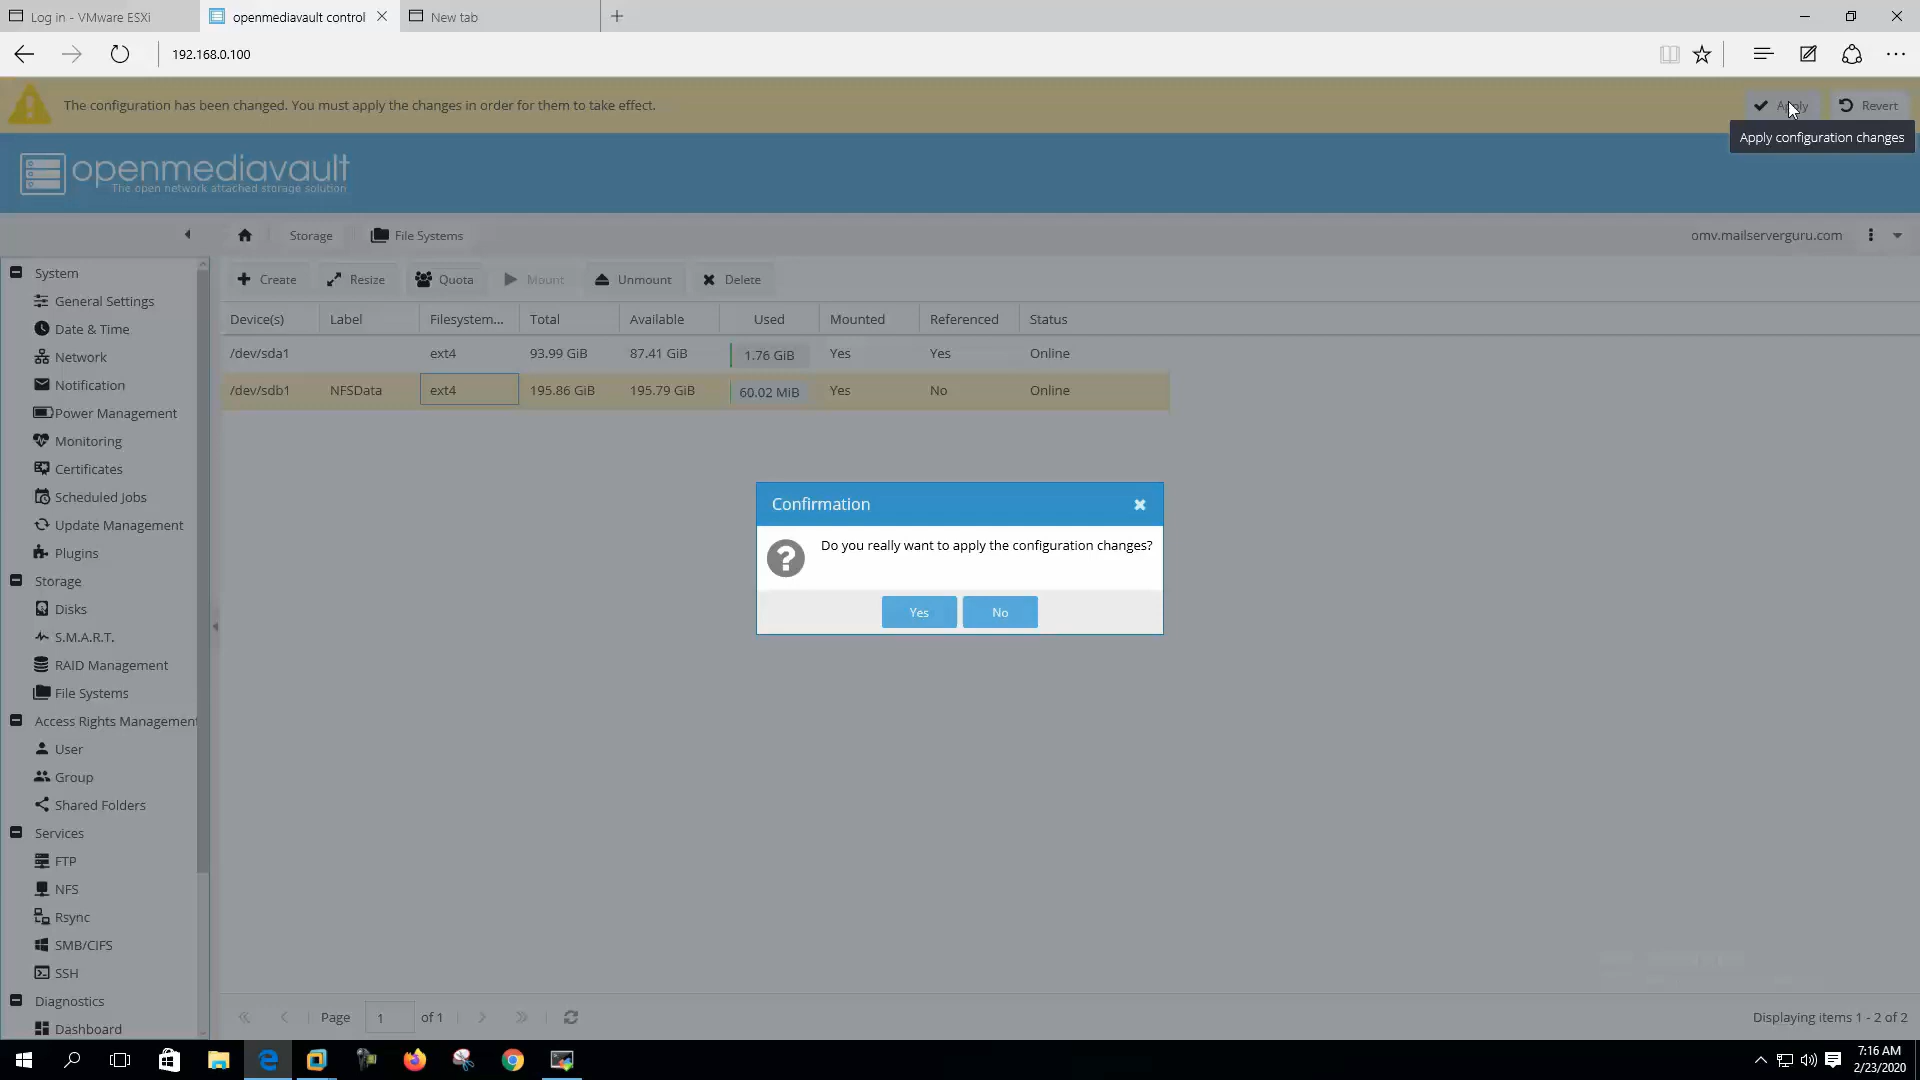 Log in - VMware ESXi
openmediavault control
New tab
192.168.0.100
The configuration has been changed. You must apply the changes in order for them to take effect.
Apply
Revert
Apply configuration changes
openmediavault
The open network attached storage solution
Storage
File Systems
omv.mailserverguru.com
System
General Settings
Date & Time
Network
Notification
Power Management
Monitoring
Certificates
Scheduled Jobs
Update Management
Plugins
Storage
Disks
S.M.A.R.T.
RAID Management
File Systems
Access Rights Management
User
Group
Shared Folders
Services
FTP
NFS
Rsync
SMB/CIFS
SSH
Diagnostics
Dashboard
Create Resize Quota Mount Unmount Delete
Device(s) Label Filesystem... Total Available Used Mounted Referenced Status
/dev/sda1 ext4 93.99 GiB 87.41 GiB 1.76 GiB Yes Yes Online
/dev/sdb1 NFSData ext4 195.86 GiB 195.79 GiB 60.02 MiB Yes No Online
Confirmation
Do you really want to apply the configuration changes?
Yes No
Page 1 of 1
Displaying items 1 - 2 of 2
7:16 AM
2/23/2020